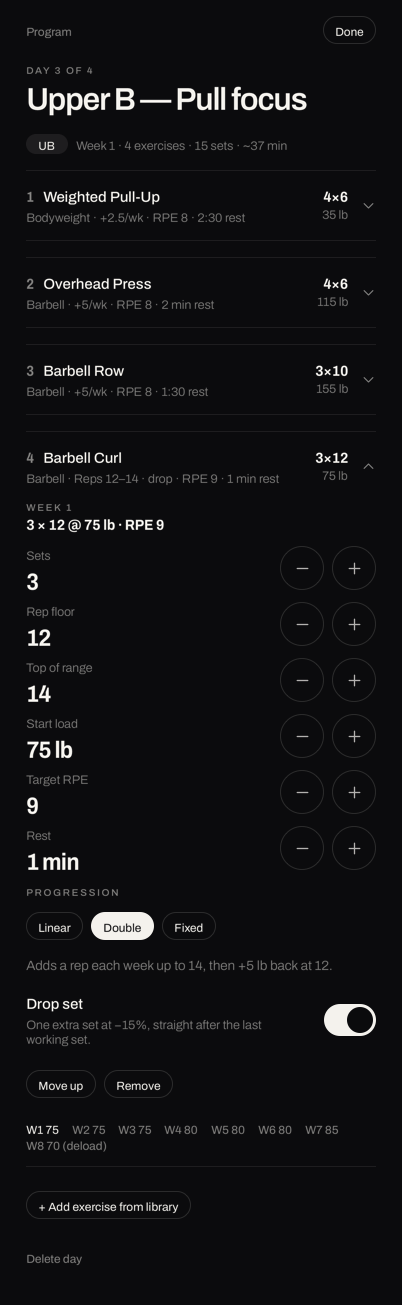 Program
Done
DAY 3 OF 4
Upper B — Pull focus
UB
Week 1 · 4 exercises · 15 sets · ~37 min
1 Weighted Pull-Up 4×6
Bodyweight · +2.5/wk · RPE 8 · 2:30 rest 35 lb
2 Overhead Press 4×6
Barbell · +5/wk · RPE 8 · 2 min rest 115 lb
3 Barbell Row 3×10
Barbell · +5/wk · RPE 8 · 1:30 rest 155 lb
4 Barbell Curl 3×12
Barbell · Reps 12–14 · drop · RPE 9 · 1 min rest 75 lb
WEEK 1
3 × 12 @ 75 lb · RPE 9
Sets
3
Rep floor
12
Top of range
14
Start load
75 lb
Target RPE
9
Rest
1 min
PROGRESSION
Linear Double Fixed
Adds a rep each week up to 14, then +5 lb back at 12.
Drop set
One extra set at −15%, straight after the last
working set.
Move up Remove
W1 75 W2 75 W3 75 W4 80 W5 80 W6 80 W7 85
W8 70 (deload)
+ Add exercise from library
Delete day